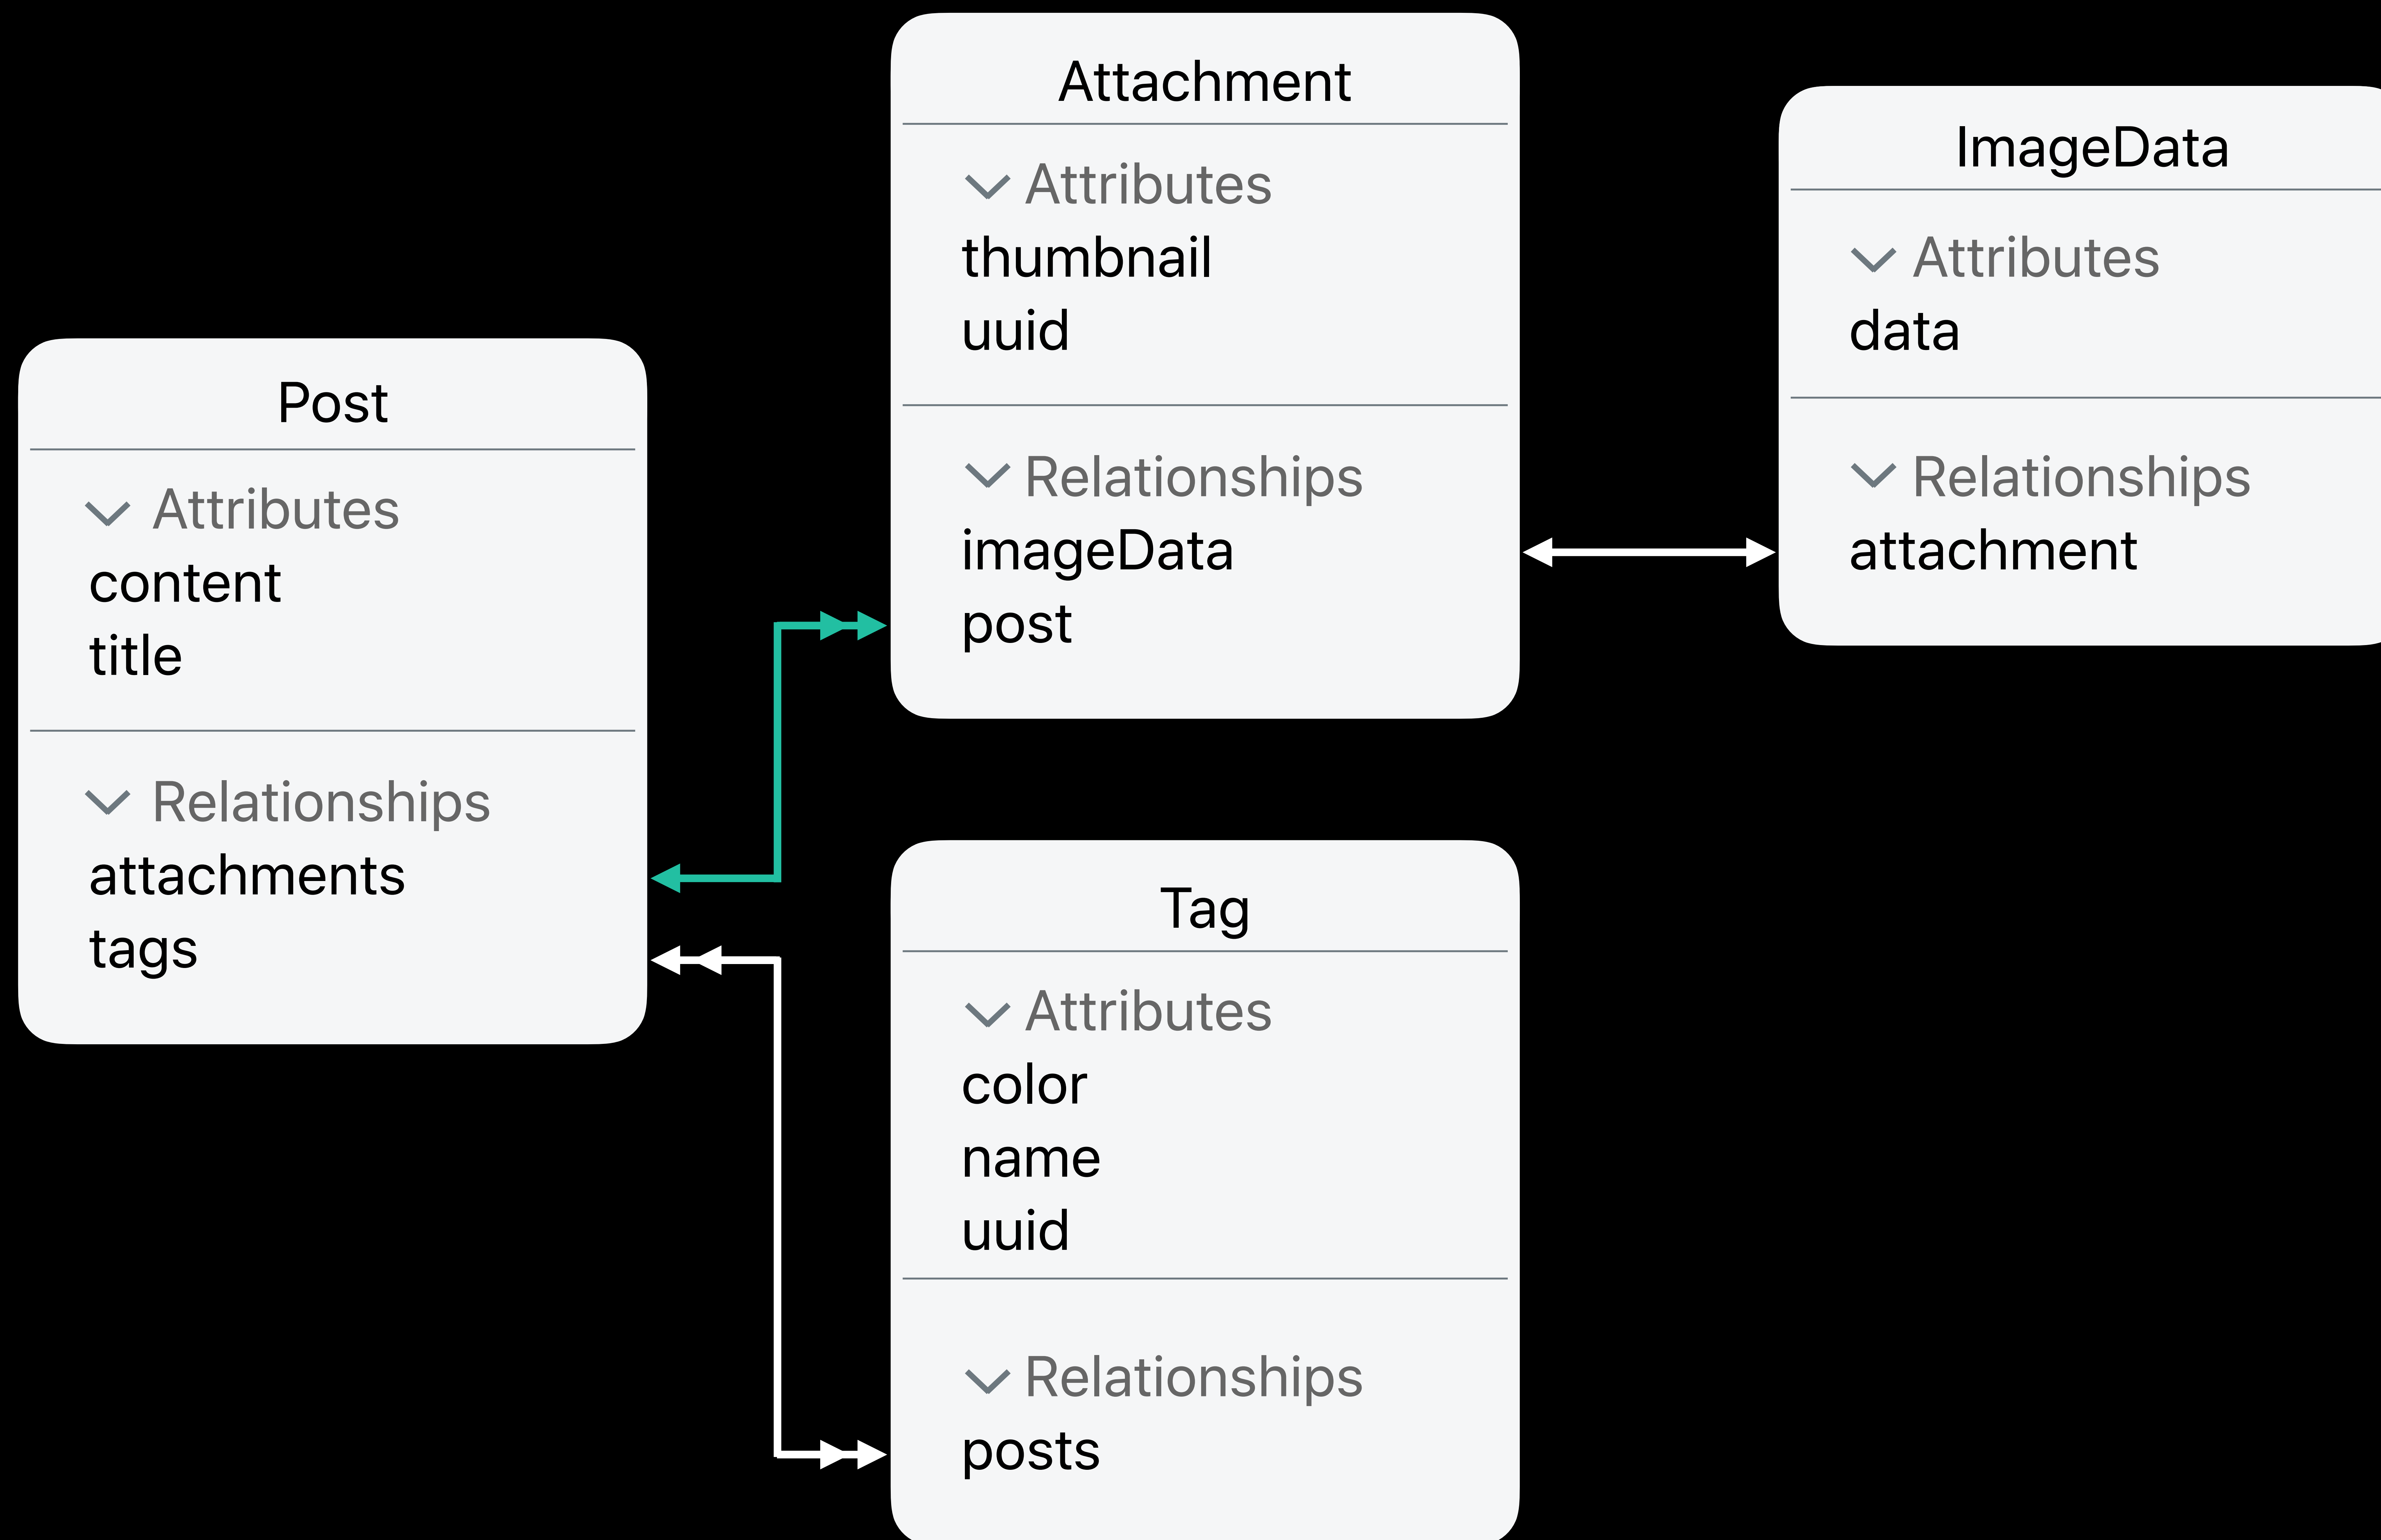 Post
Attributes
content
title
Relationships
attachments
tags
Attachment
Attributes
thumbnail
uuid
Relationships
imageData
post
Tag
Attributes
color
name
uuid
Relationships
posts
ImageData
Attributes
data
Relationships
attachment